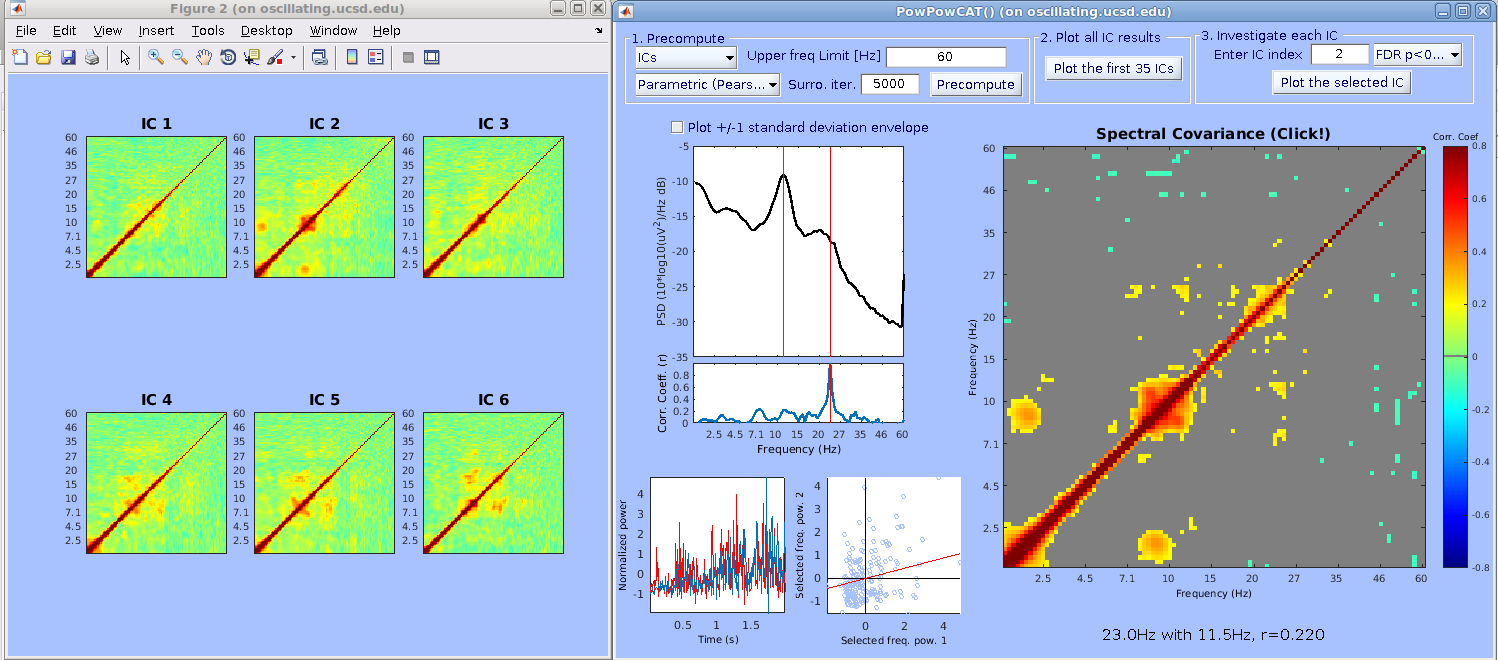 Figure 2 (on oscillating.ucsd.edu)
File Edit View Insert Tools Desktop Window Help
IC 1 IC 2 IC 3
60 60 60
46 46 46
35 35 35
27 27 27
20 20 20
15 15 15
10 10 10
7.1 7.1 7.1
4.5 4.5 4.5
2.5 2.5 2.5
IC 4 IC 5 IC 6
60 60 60
46 46 46
35 35 35
27 27 27
20 20 20
15 15 15
10 10 10
7.1 7.1 7.1
4.5 4.5 4.5
2.5 2.5 2.5
PowPowCAT() (on oscillating.ucsd.edu)
1. Precompute
ICs Upper freq Limit [Hz] 60
Parametric (Pears... Surro. iter. 5000 Precompute
2. Plot all IC results
Plot the first 35 ICs
3. Investigate each IC
Enter IC index 2 FDR p<0...
Plot the selected IC
Plot +/-1 standard deviation envelope
PSD (10*log10(uV2)/Hz dB)
-5
-10
-15
-20
-25
-30
-35
Corr. Coeff. (r)
0.8
0.6
0.4
0.2
0
2.5 4.5 7.1 10 15 20 27 35 46 60
Frequency (Hz)
Normalized power
4
3
2
1
0
-1
0.5 1 1.5
Time (s)
Selected freq. pow. 2
4
3
2
1
0
-1
0 2 4
Selected freq. pow. 1
Spectral Covariance (Click!)
Frequency (Hz)
60
46
35
27
20
15
10
7.1
4.5
2.5
2.5 4.5 7.1 10 15 20 27 35 46 60
Frequency (Hz)
Corr. Coef
0.8
0.6
0.4
0.2
0
-0.2
-0.4
-0.6
-0.8
23.0Hz with 11.5Hz, r=0.220